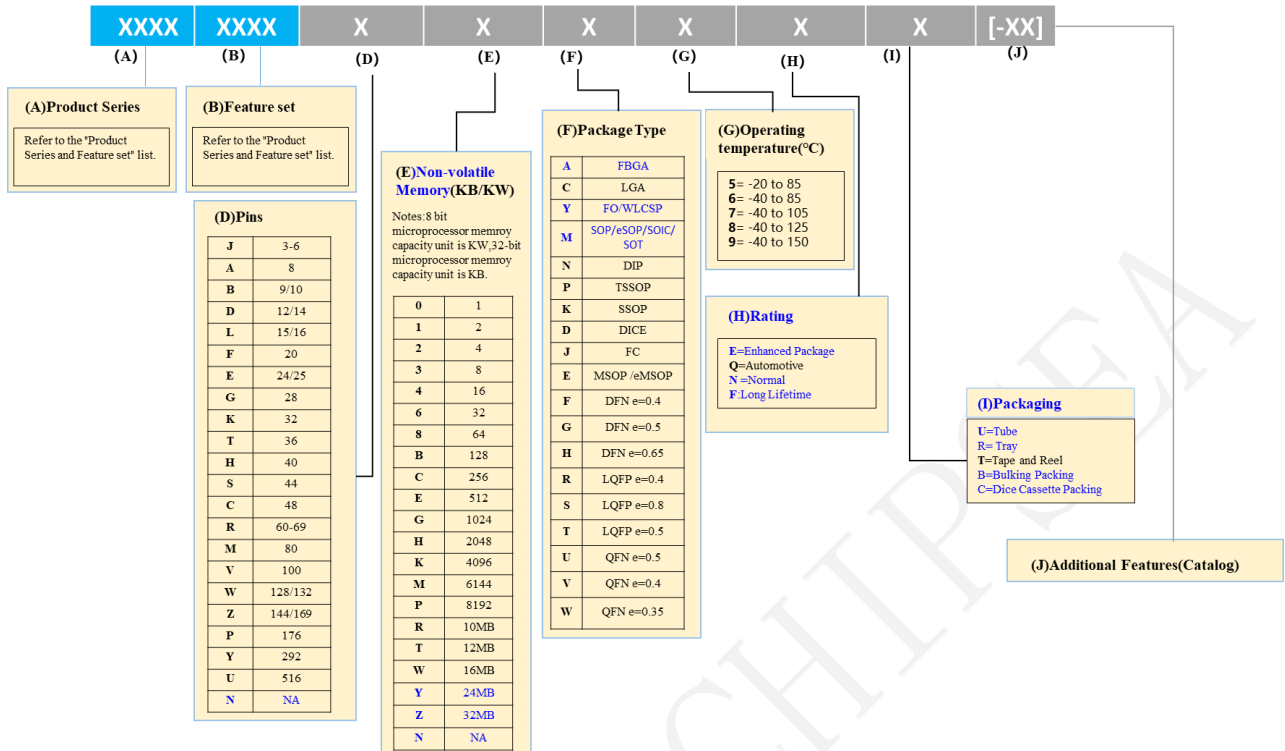 XXXX XXXX X X X X X X [-XX]
(A) (B) (D) (E) (F) (G) (H) (I) (J)
(A)Product Series
Refer to the "Product
Series and Feature set" list.
(B)Feature set
Refer to the "Product
Series and Feature set" list.
(D)Pins
J 3-6
A 8
B 9/10
D 12/14
L 15/16
F 20
E 24/25
G 28
K 32
T 36
H 40
S 44
C 48
R 60-69
M 80
V 100
W 128/132
Z 144/169
P 176
Y 292
U 516
N NA
(E)Non-volatile
Memory(KB/KW)
Notes:8 bit
microprocessor memroy
capacity unit is KW,32-bit
microprocessor memroy
capacity unit is KB.
0 1
1 2
2 4
3 8
4 16
6 32
8 64
B 128
C 256
E 512
G 1024
H 2048
K 4096
M 6144
P 8192
R 10MB
T 12MB
W 16MB
Y 24MB
Z 32MB
N NA
(F)Package Type
A FBGA
C LGA
Y FO/WLCSP
M SOP/eSOP/SOIC/
SOT
N DIP
P TSSOP
K SSOP
D DICE
J FC
E MSOP /eMSOP
F DFN e=0.4
G DFN e=0.5
H DFN e=0.65
R LQFP e=0.4
S LQFP e=0.8
T LQFP e=0.5
U QFN e=0.5
V QFN e=0.4
W QFN e=0.35
(G)Operating
temperature(°C)
5= -20 to 85
6= -40 to 85
7= -40 to 105
8= -40 to 125
9= -40 to 150
(H)Rating
E=Enhanced Package
Q=Automotive
N =Normal
F:Long Lifetime
(I)Packaging
U=Tube
R= Tray
T=Tape and Reel
B=Bulking Packing
C=Dice Cassette Packing
(J)Additional Features(Catalog)
CHIPSEA